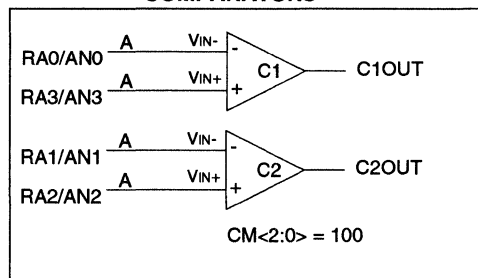 RA0/AN0 A VIN- - C1 C1OUT
RA3/AN3 A VIN+ +
RA1/AN1 A VIN- - C2 C2OUT
RA2/AN2 A VIN+ +
CM<2:0> = 100